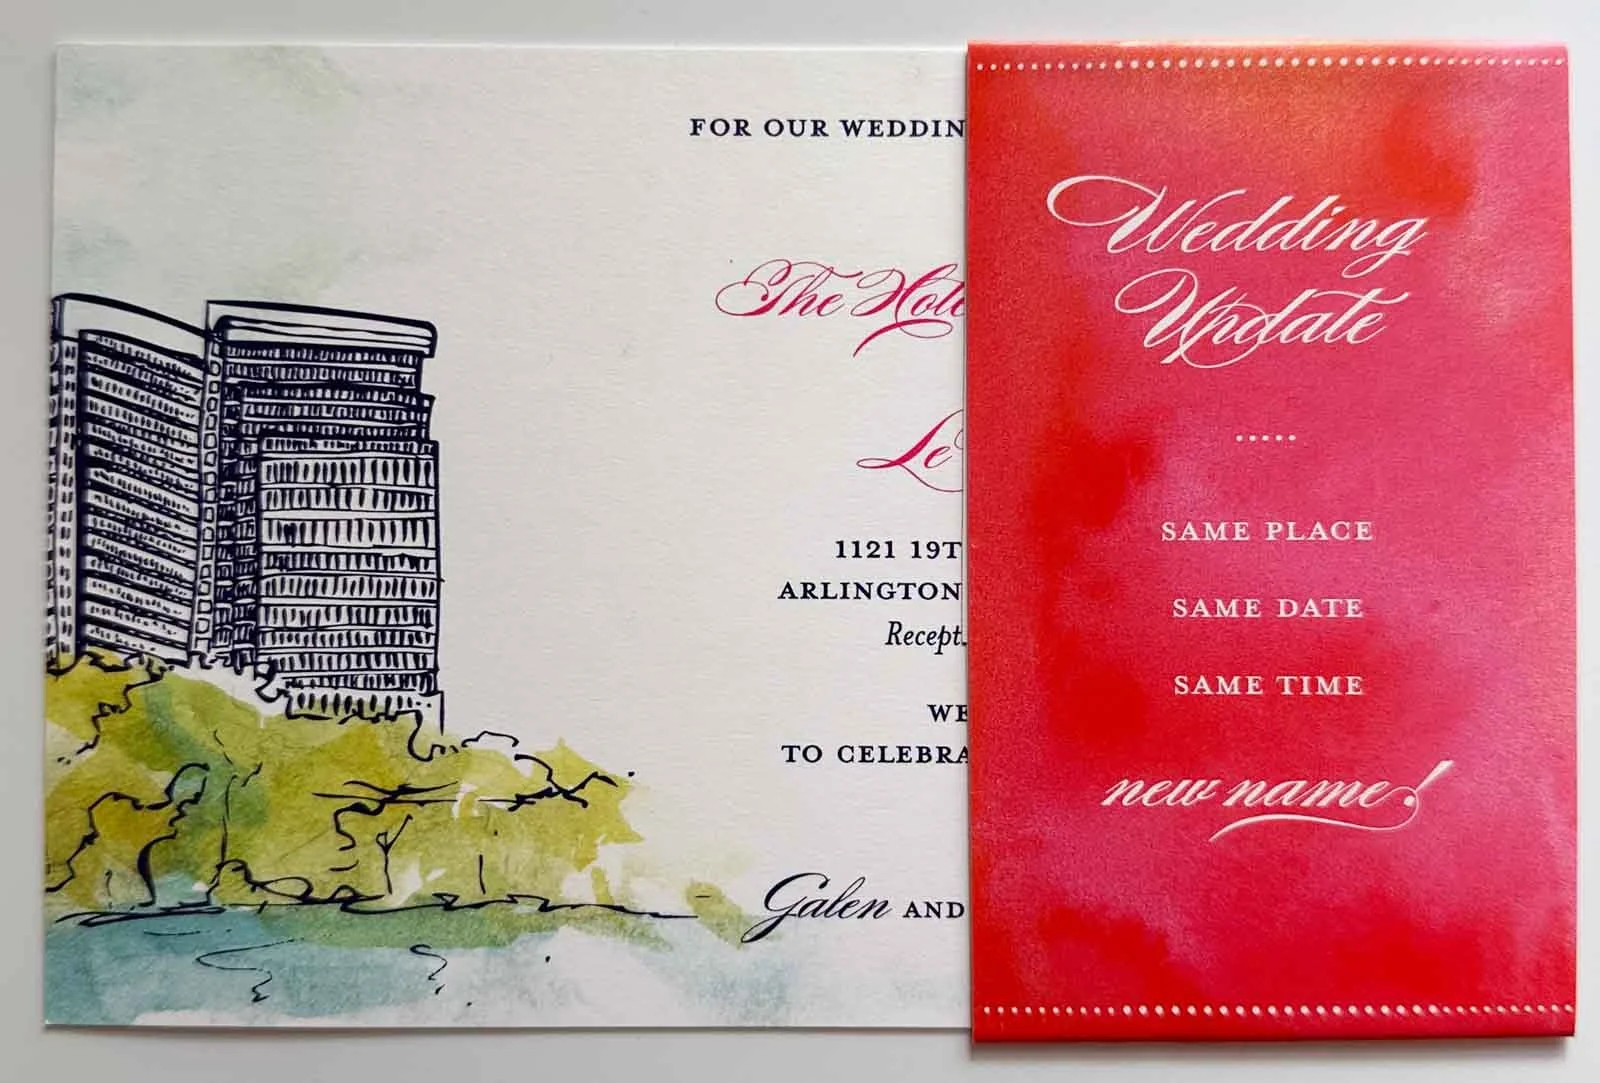 FOR OUR WEDDIN
The Hote
Le
1121 19T
ARLINGTON
Recept
WE
TO CELEBRA
Galen AND
Wedding
Update
SAME PLACE
SAME DATE
SAME TIME
new name!